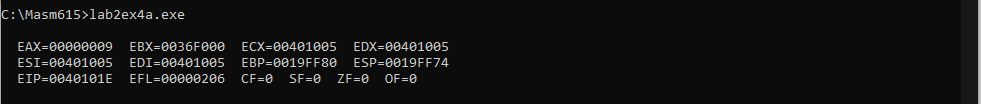 C:\Masm615>lab2ex4a.exe
EAX=00000009 EBX=0036F000 ECX=00401005 EDX=00401005
ESI=00401005 EDI=00401005 EBP=0019FF80 ESP=0019FF74
EIP=0040101E EFL=00000206 CF=0 SF=0 ZF=0 OF=0